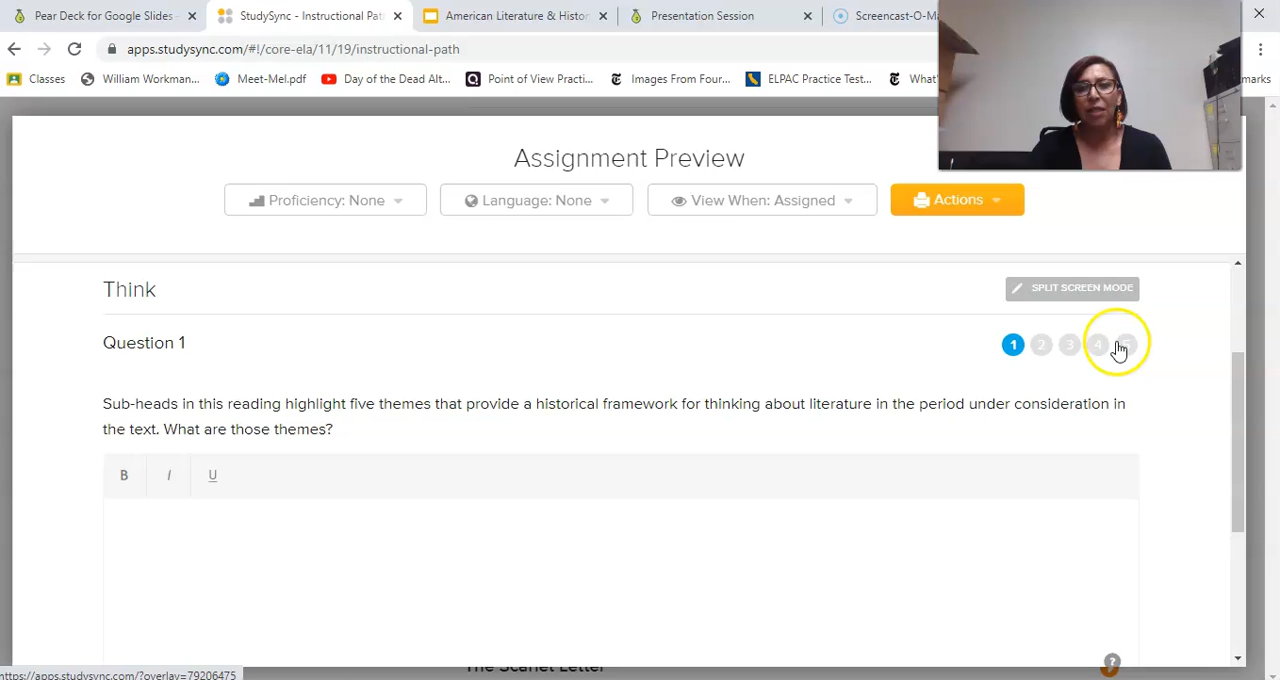 Pear Deck for Google Slides -
StudySync - Instructional Pat
American Literature & Histor
Presentation Session
Screencast-O-Ma
apps.studysync.com/#!/core-ela/11/19/instructional-path
Classes
William Workman...
Meet-Mel.pdf
Day of the Dead Alt...
Point of View Practi...
Images From Four...
ELPAC Practice Test...
What'
kmarks
Assignment Preview
Proficiency: None
Language: None
View When: Assigned
Actions
Think
SPLIT SCREEN MODE
Question 1
1 2 3 4 5
Sub-heads in this reading highlight five themes that provide a historical framework for thinking about literature in the period under consideration in
the text. What are those themes?
B I U
The Scarlet Letter
?
https://apps.studysync.com/?overlay=79206475